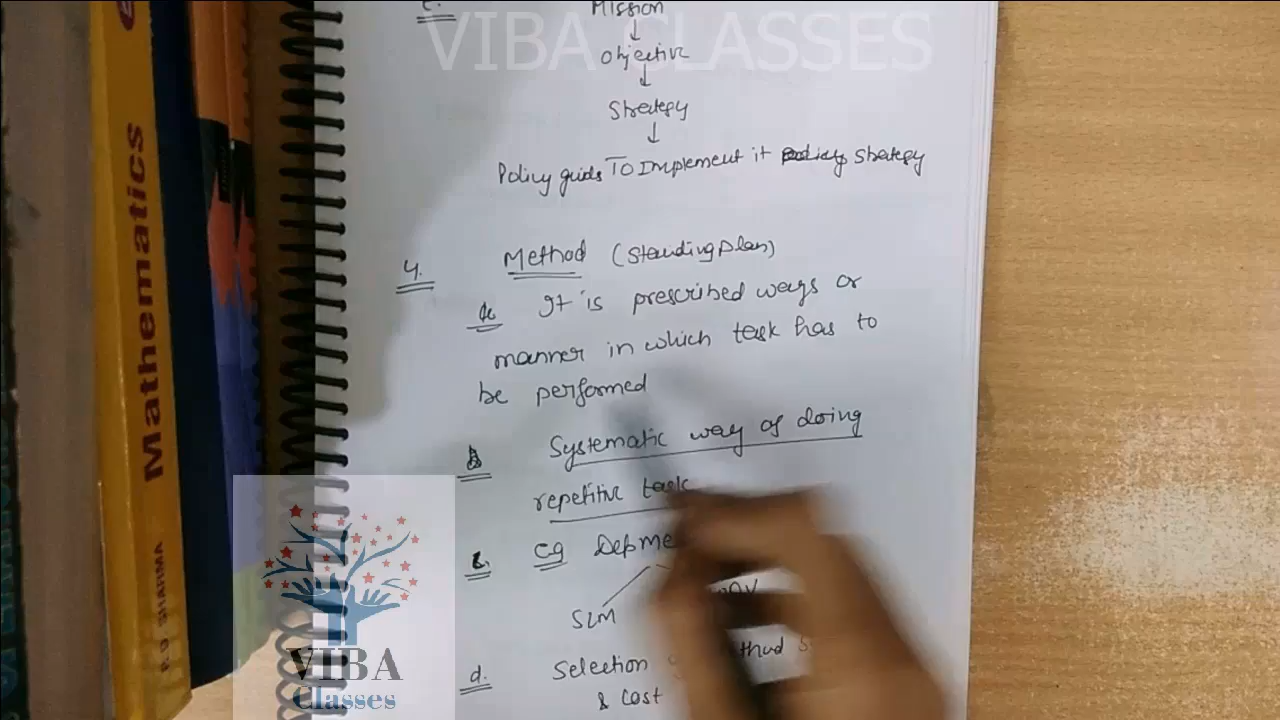 VIBA CLASSES
Mission
↓
Objective
↓
Strategy
↓
Policy guids To Implement it strategy
4. Method (standing plan)
a It is prescribed ways or
manner in which task has to
be performed
b Systematic way of doing
repetitive task
c. eg
SLM
d. Selection
& Cost
Mathematics
R D SHARMA
VIBA
Classes